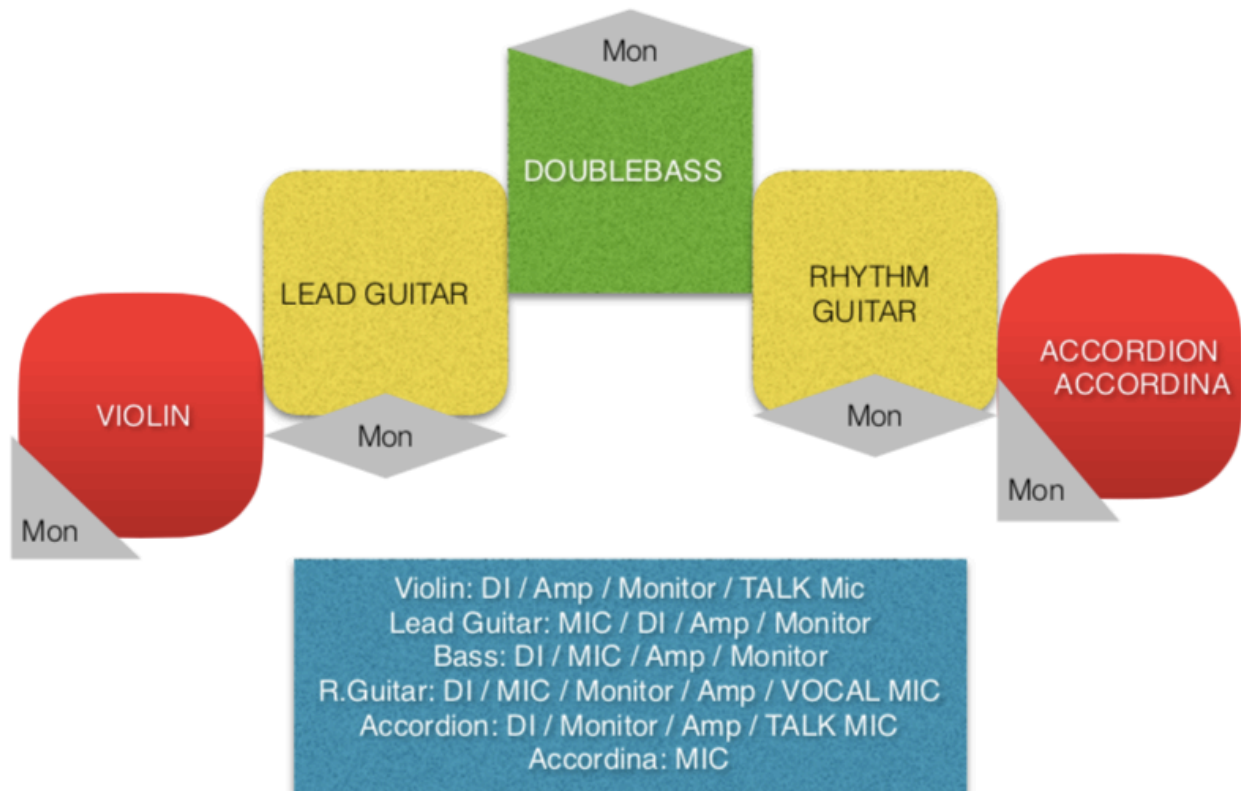 Mon
DOUBLEBASS
LEAD GUITAR
RHYTHM
GUITAR
ACCORDION
ACCORDINA
VIOLIN
Mon
Mon
Mon
Mon
Violin: DI / Amp / Monitor / TALK Mic
Lead Guitar: MIC / DI / Amp / Monitor
Bass: DI / MIC / Amp / Monitor
R.Guitar: DI / MIC / Monitor / Amp / VOCAL MIC
Accordion: DI / Monitor / Amp / TALK MIC
Accordina: MIC